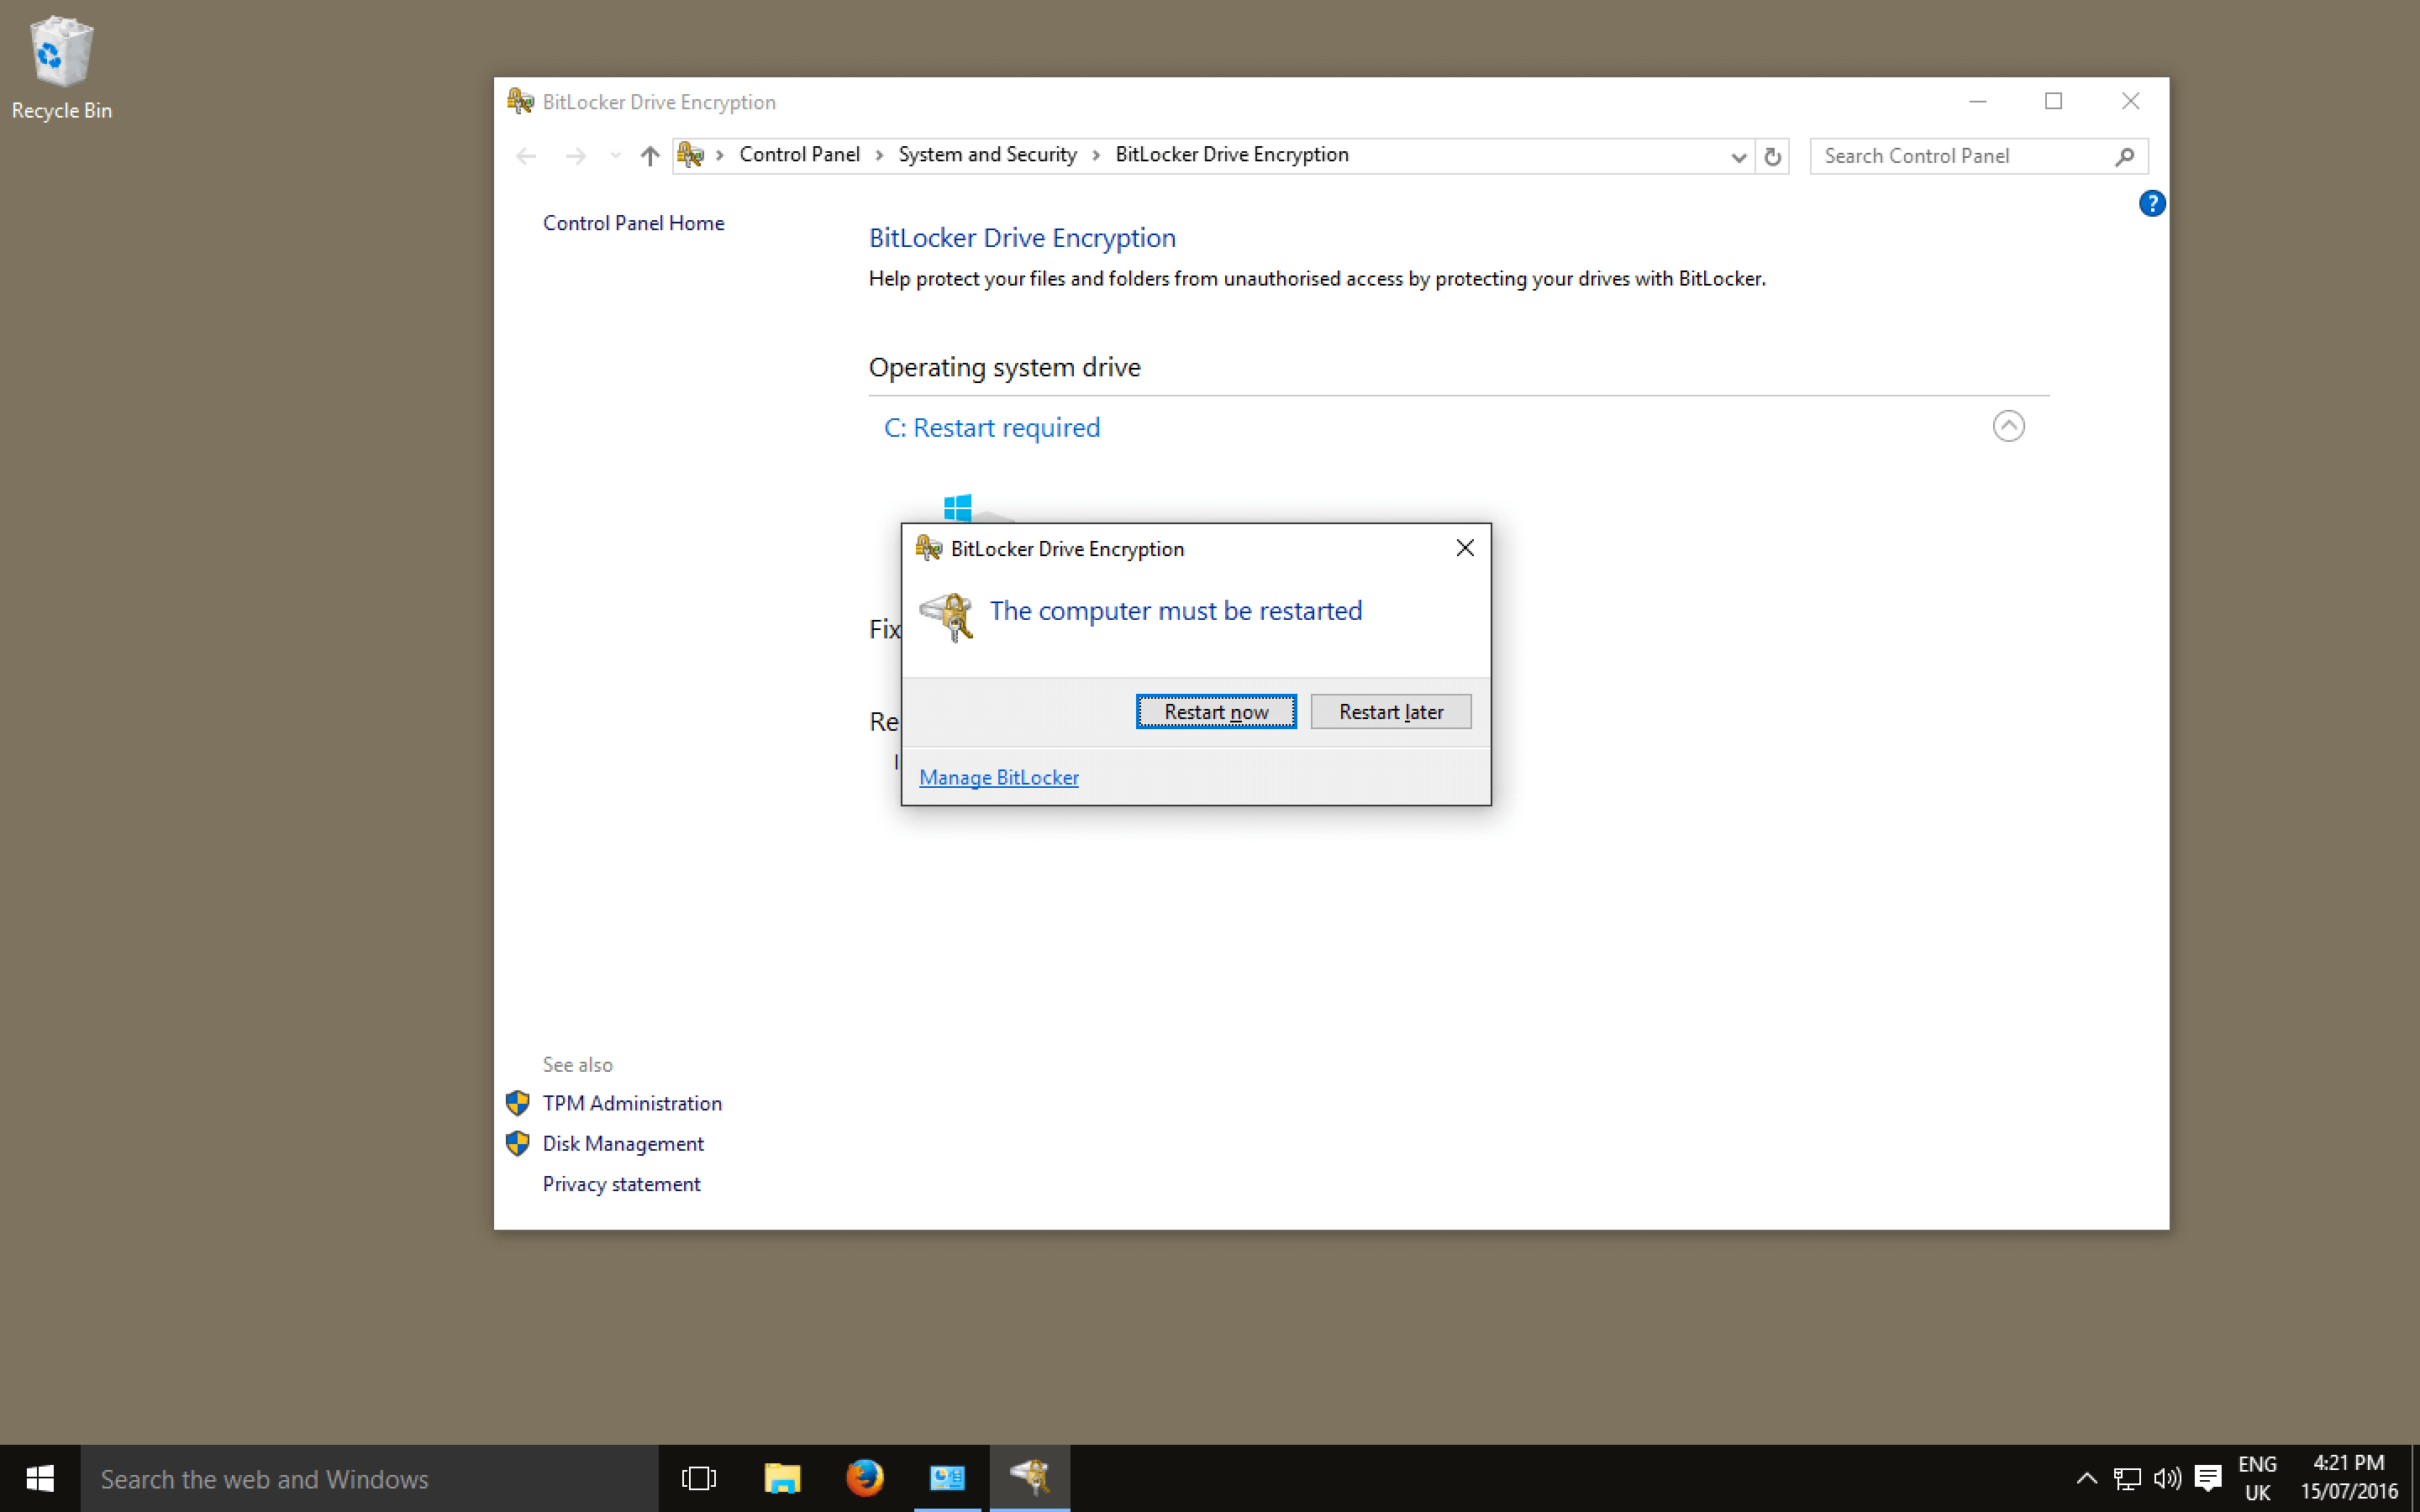 Recycle Bin
BitLocker Drive Encryption
Control Panel
System and Security
BitLocker Drive Encryption
Search Control Panel
?
Control Panel Home
BitLocker Drive Encryption
Help protect your files and folders from unauthorised access by protecting your drives with BitLocker.
Operating system drive
C: Restart required
BitLocker Drive Encryption
The computer must be restarted
Fix
Restart now
Restart later
Re
Manage BitLocker
See also
TPM Administration
Disk Management
Privacy statement
Search the web and Windows
ENG
UK
4:21 PM
15/07/2016